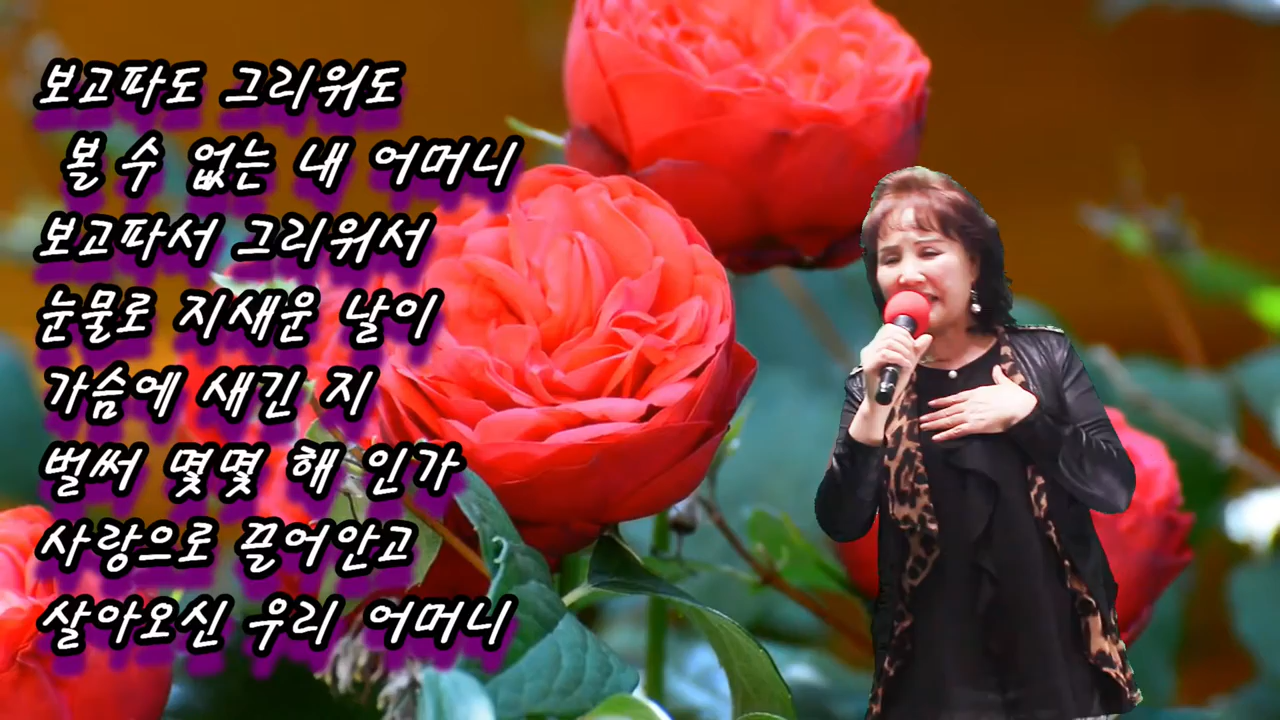 보고파도 그리워도
볼 수 없는 내 어머니
보고파서 그리워서
눈물로 지새운 날이
가슴에 새긴 지
벌써 몇몇 해 인가
사랑으로 끌어안고
살아오신 우리 어머니